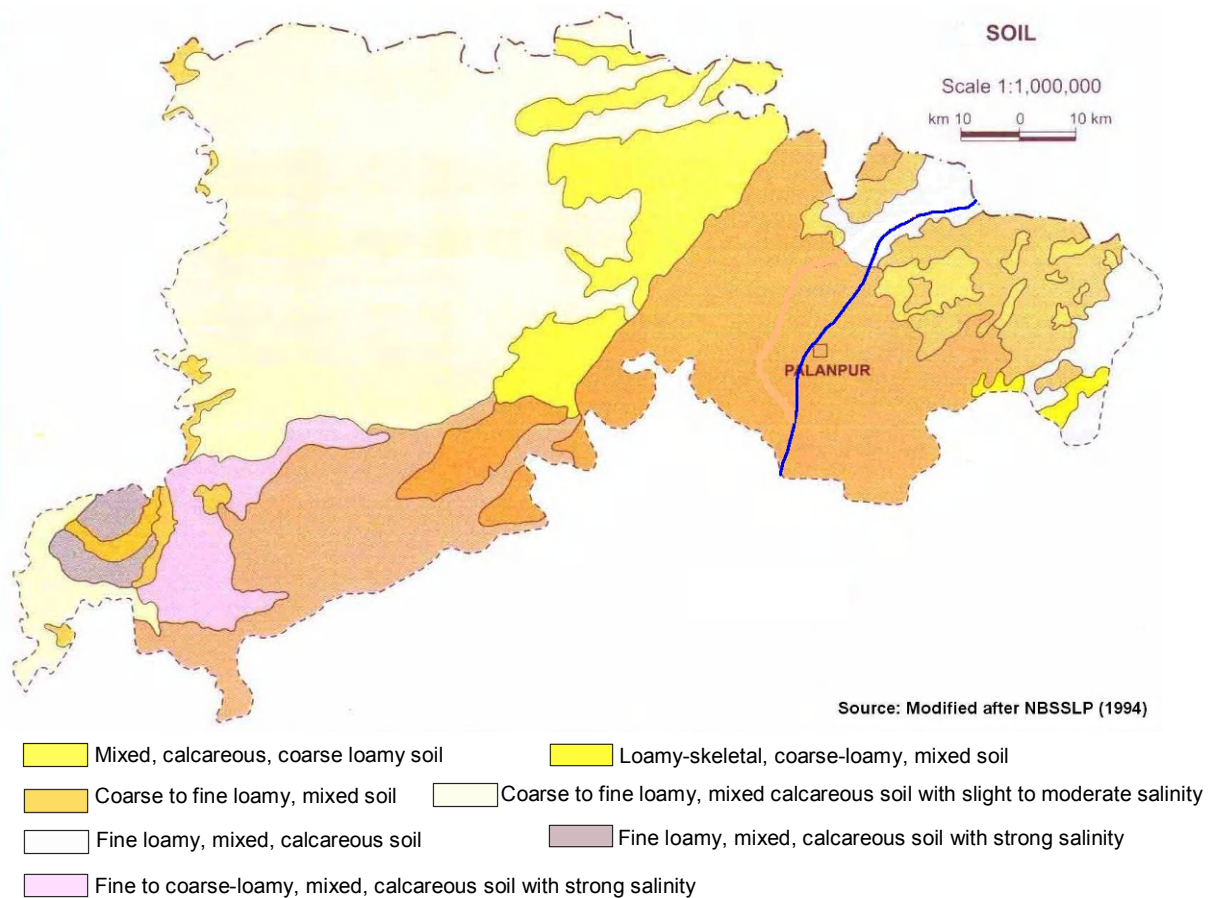 SOIL
Scale 1:1,000,000
km 10 0 10 km
PALANPUR
Source: Modified after NBSSLP (1994)
Mixed, calcareous, coarse loamy soil
Loamy-skeletal, coarse-loamy, mixed soil
Coarse to fine loamy, mixed soil
Coarse to fine loamy, mixed calcareous soil with slight to moderate salinity
Fine loamy, mixed, calcareous soil
Fine loamy, mixed, calcareous soil with strong salinity
Fine to coarse-loamy, mixed, calcareous soil with strong salinity